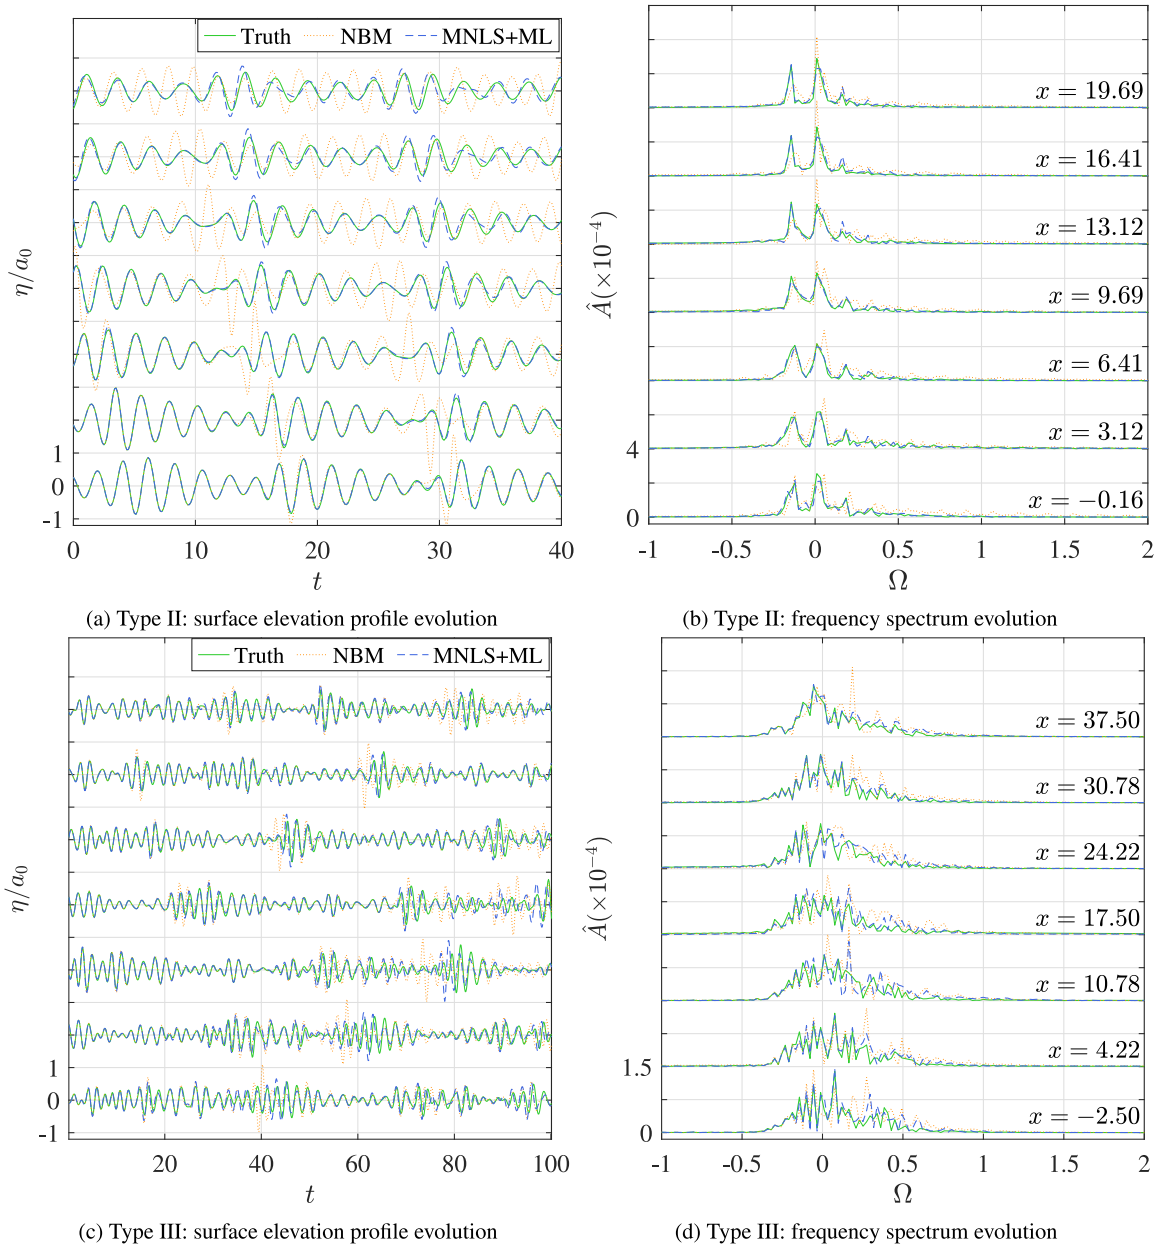 Truth NBM MNLS+ML
η/a₀
1
0
-1
0 10 20 30 40
t
(a) Type II: surface elevation profile evolution
x = 19.69
x = 16.41
x = 13.12
x = 9.69
x = 6.41
x = 3.12
x = −0.16
Â(×10⁻⁴)
4
0
-1 -0.5 0 0.5 1 1.5 2
Ω
(b) Type II: frequency spectrum evolution
Truth NBM MNLS+ML
η/a₀
1
0
-1
20 40 60 80 100
t
(c) Type III: surface elevation profile evolution
x = 37.50
x = 30.78
x = 24.22
x = 17.50
x = 10.78
x = 4.22
x = −2.50
Â(×10⁻⁴)
1.5
0
-1 -0.5 0 0.5 1 1.5 2
Ω
(d) Type III: frequency spectrum evolution